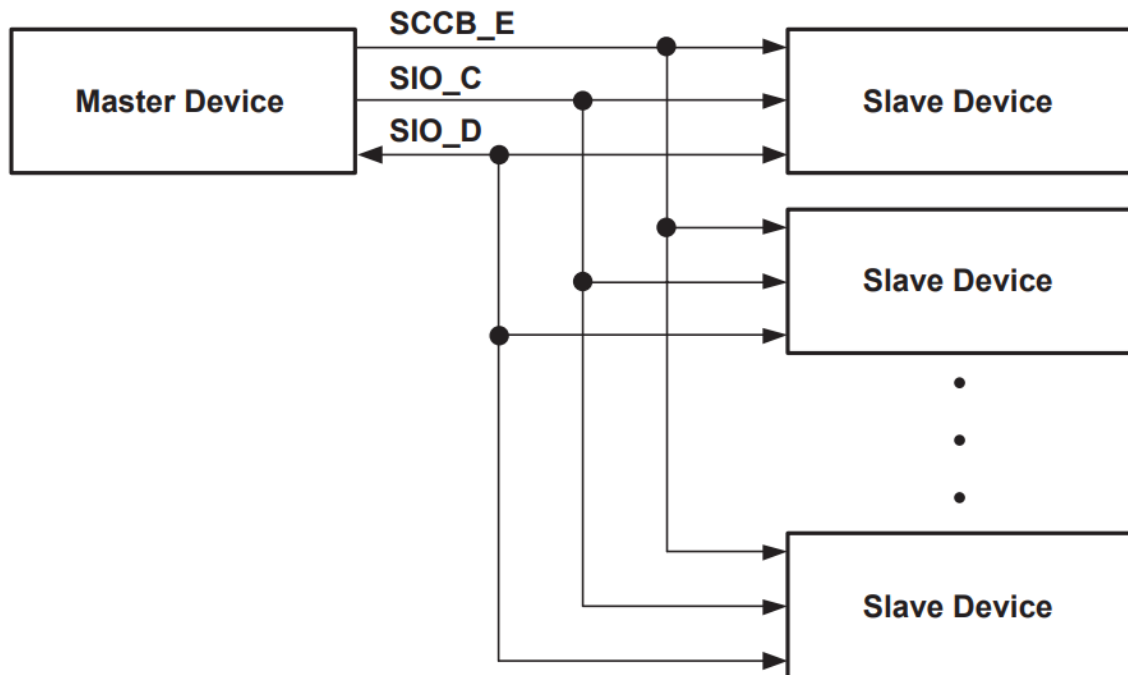 SCCB_E
Master Device
SIO_C
SIO_D
Slave Device
Slave Device
Slave Device